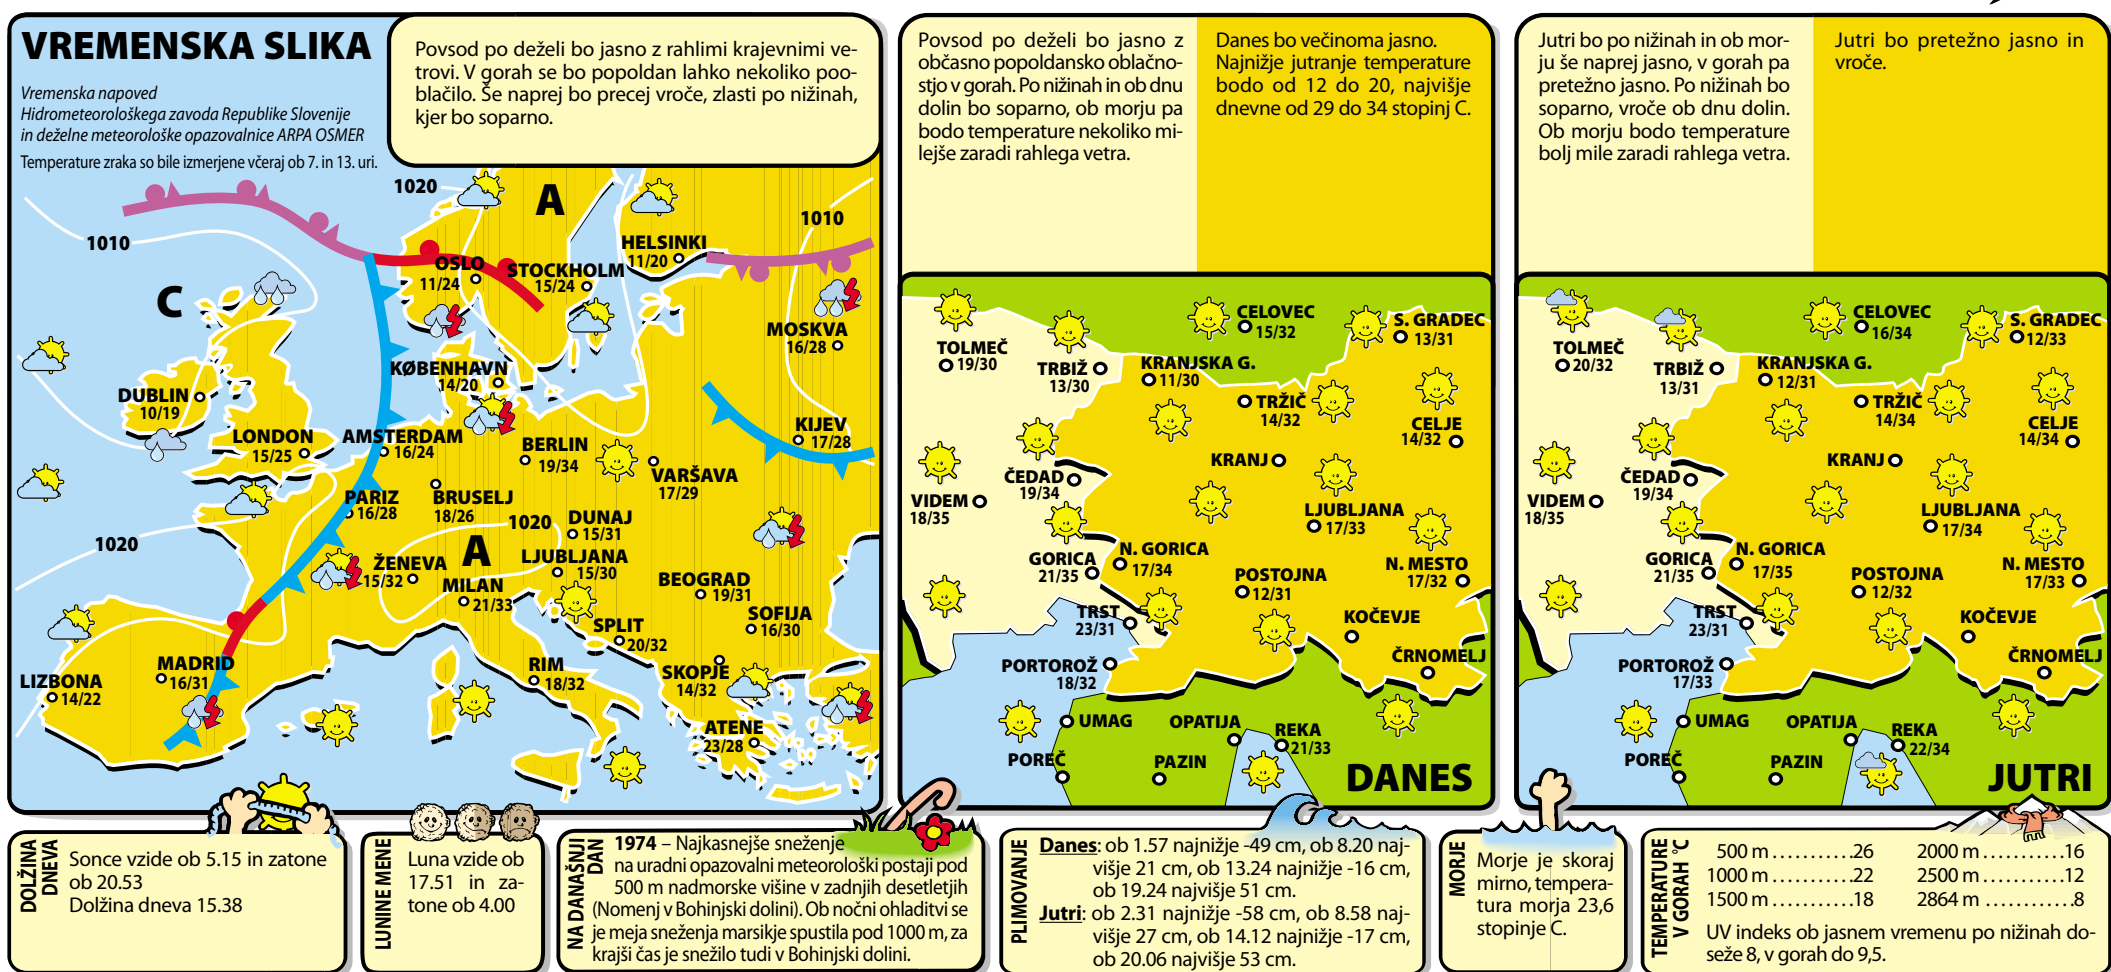 VREMENSKA SLIKA
Vremenska napoved
Hidrometeorološkega zavoda Republike Slovenije
in deželne meteorološke opazovalnice ARPA OSMER
Temperature zraka so bile izmerjene včeraj ob 7. in 13. uri.
Povsod po deželi bo jasno z rahlimi krajevnimi ve-
trovi. V gorah se bo popoldan lahko nekoliko poo-
blačilo. Še naprej bo precej vroče, zlasti po nižinah,
kjer bo soparno.
1020
A
1010
1010
HELSINKI
11/20
OSLO
11/24
STOCKHOLM
15/24
C
MOSKVA
16/28
KØBENHAVN
14/20
DUBLIN
10/19
LONDON
15/25
AMSTERDAM
16/24
BERLIN
19/34
KIJEV
17/28
VARŠAVA
17/29
PARIZ
16/28
BRUSELJ
18/26
1020
DUNAJ
15/31
1020
A
ŽENEVA
15/32
LJUBLJANA
15/30
MILAN
21/33
BEOGRAD
19/31
SOFIJA
16/30
SPLIT
20/32
MADRID
16/31
LIZBONA
14/22
RIM
18/32
SKOPJE
14/32
ATENE
23/28
Povsod po deželi bo jasno z
občasno popoldansko oblačno-
stjo v gorah. Po nižinah in ob dnu
dolin bo soparno, ob morju pa
bodo temperature nekoliko mi-
lejše zaradi rahlega vetra.
Danes bo večinoma jasno.
Najnižje jutranje temperature
bodo od 12 do 20, najvišje
dnevne od 29 do 34 stopinj C.
CELOVEC
15/32
S. GRADEC
13/31
TOLMEČ
19/30
TRBIŽ
13/30
KRANJSKA G.
11/30
TRŽIČ
14/32
CELJE
14/32
KRANJ
ČEDAD
19/34
VIDEM
18/35
LJUBLJANA
17/33
GORICA
21/35
N. GORICA
17/34
N. MESTO
17/32
POSTOJNA
12/31
TRST
23/31
KOČEVJE
PORTOROŽ
18/32
ČRNOMELJ
UMAG
OPATIJA
REKA
21/33
POREČ
PAZIN
DANES
Jutri bo po nižinah in ob mor-
ju še naprej jasno, v gorah pa
pretežno jasno. Po nižinah bo
soparno, vroče ob dnu dolin.
Ob morju bodo temperature
bolj mile zaradi rahlega vetra.
Jutri bo pretežno jasno in
vroče.
CELOVEC
16/34
S. GRADEC
12/33
TOLMEČ
20/32
TRBIŽ
13/31
KRANJSKA G.
12/31
TRŽIČ
14/34
CELJE
14/34
KRANJ
ČEDAD
19/34
VIDEM
18/35
LJUBLJANA
17/34
GORICA
21/35
N. GORICA
17/35
N. MESTO
17/33
POSTOJNA
12/32
TRST
23/31
KOČEVJE
PORTOROŽ
17/33
ČRNOMELJ
UMAG
OPATIJA
REKA
22/34
POREČ
PAZIN
JUTRI
DOLŽINA
DNEVA
Sonce vzide ob 5.15 in zatone
ob 20.53
Dolžina dneva 15.38
LUNINE MENE
Luna vzide ob
17.51 in za-
tone ob 4.00
NA DANAŠNJI
DAN
1974 – Najkasnejše sneženje
na uradni opazovalni meteorološki postaji pod
500 m nadmorske višine v zadnjih desetletjih
(Nomenj v Bohinjski dolini). Ob nočni ohladitvi se
je meja sneženja marsikje spustila pod 1000 m, za
krajši čas je snežilo tudi v Bohinjski dolini.
PLIMOVANJE
Danes: ob 1.57 najnižje -49 cm, ob 8.20 naj-
višje 21 cm, ob 13.24 najnižje -16 cm,
ob 19.24 najvišje 51 cm.
Jutri: ob 2.31 najnižje -58 cm, ob 8.58 naj-
višje 27 cm, ob 14.12 najnižje -17 cm,
ob 20.06 najvišje 53 cm.
MORJE
Morje je skoraj
mirno, tempera-
tura morja 23,6
stopinje C.
TEMPERATURE
V GORAH °C
500 m ...........26
1000 m ..........22
1500 m ..........18
2000 m ..........16
2500 m ..........12
2864 m ...........8
UV indeks ob jasnem vremenu po nižinah do-
seže 8, v gorah do 9,5.